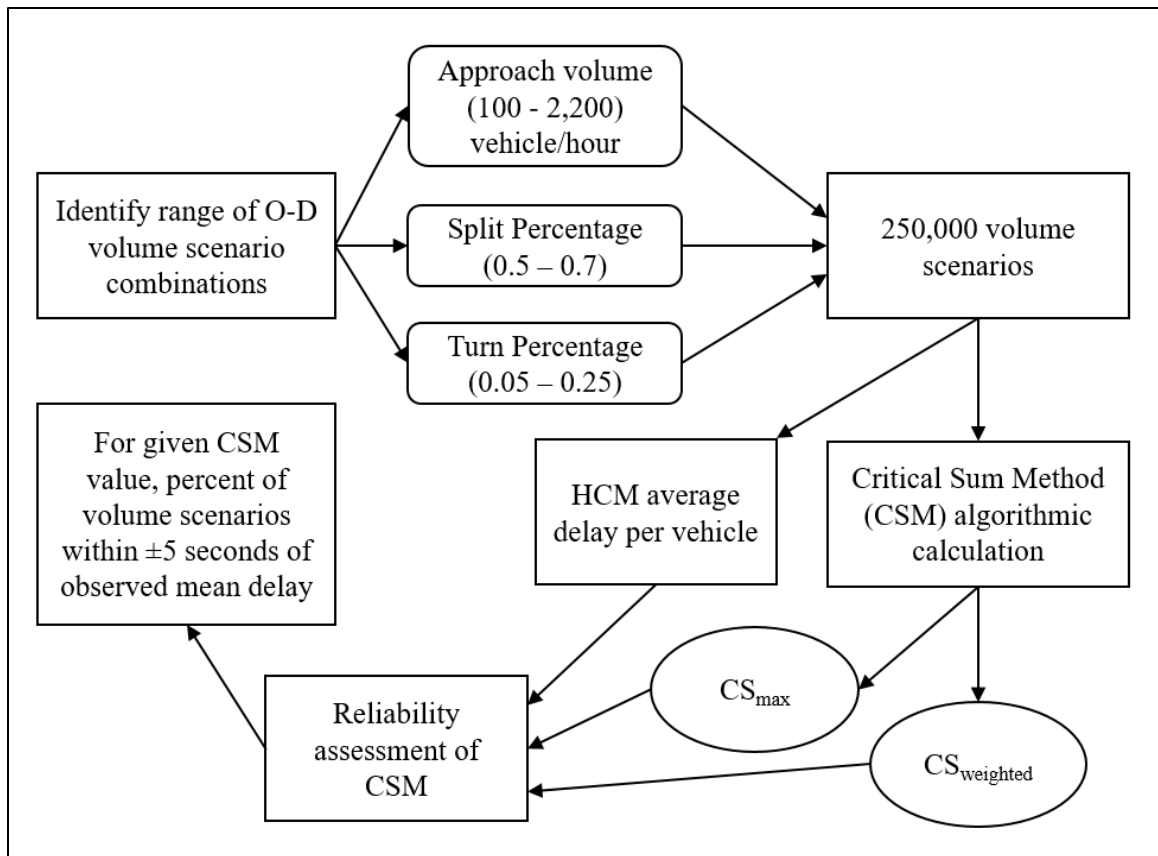 Approach volume
(100 - 2,200)
vehicle/hour
Identify range of O-D
volume scenario
combinations
Split Percentage
(0.5 – 0.7)
250,000 volume
scenarios
Turn Percentage
(0.05 – 0.25)
For given CSM
value, percent of
volume scenarios
within ±5 seconds of
observed mean delay
HCM average
delay per vehicle
Critical Sum Method
(CSM) algorithmic
calculation
CSmax
Reliability
assessment of
CSM
CSweighted